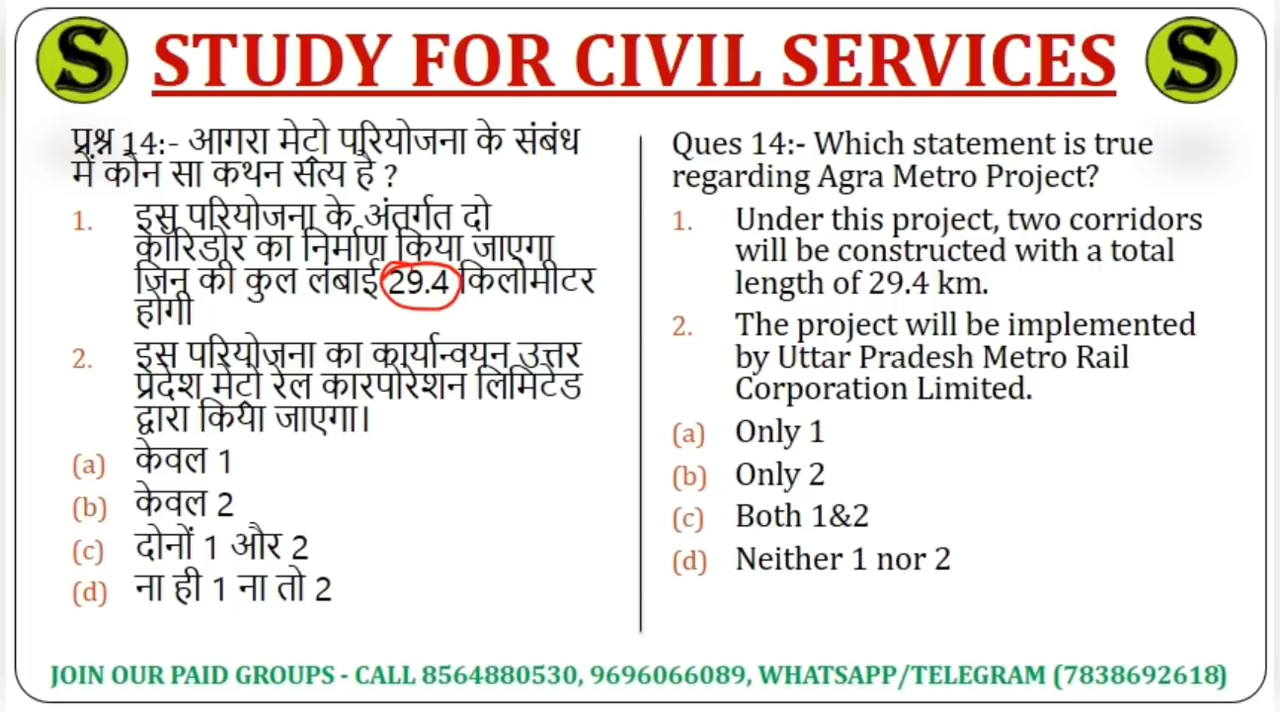 S STUDY FOR CIVIL SERVICES S
प्रश्न 14:- आगरा मेट्रो परियोजना के संबंध
में कौन सा कथन सत्य है ?
1. इस परियोजना के अंतर्गत दो
कॉरिडोर का निर्माण किया जाएगा
जिन की कुल लंबाई 29.4 किलोमीटर
होगी
2. इस परियोजना का कार्यान्वयन उत्तर
प्रदेश मेट्रो रेल कारपोरेशन लिमिटेड
द्वारा किया जाएगा।
(a) केवल 1
(b) केवल 2
(c) दोनों 1 और 2
(d) ना ही 1 ना तो 2
Ques 14:- Which statement is true
regarding Agra Metro Project?
1. Under this project, two corridors
will be constructed with a total
length of 29.4 km.
2. The project will be implemented
by Uttar Pradesh Metro Rail
Corporation Limited.
(a) Only 1
(b) Only 2
(c) Both 1&2
(d) Neither 1 nor 2
JOIN OUR PAID GROUPS - CALL 8564880530, 9696066089, WHATSAPP/TELEGRAM (7838692618)